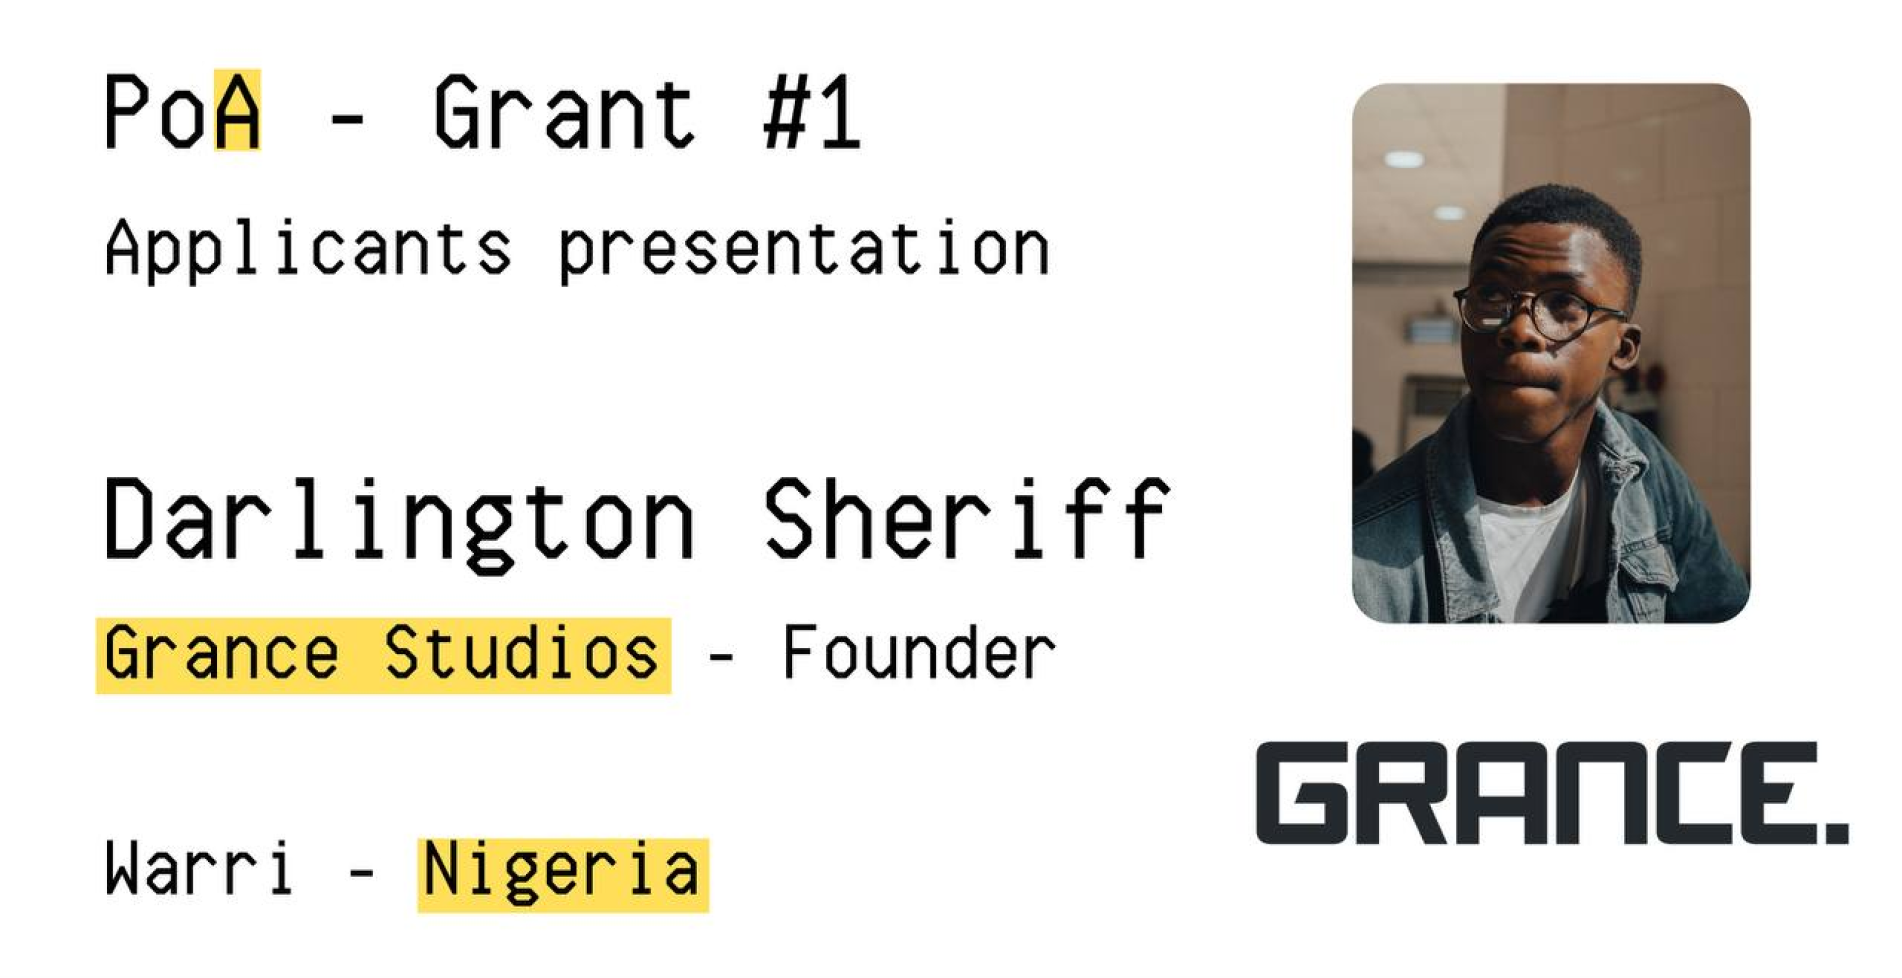 PoA - Grant #1
Applicants presentation
Darlington Sheriff
Grance Studios - Founder
Warri - Nigeria
GRANCE.